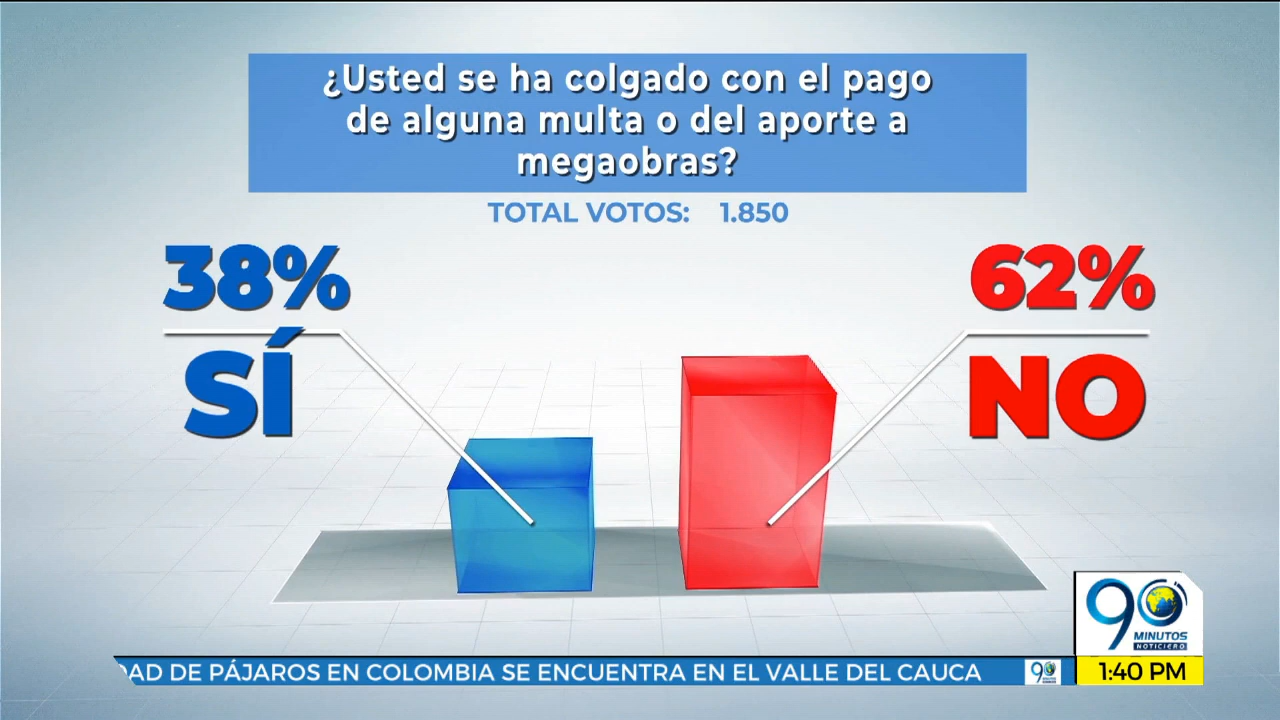 ¿Usted se ha colgado con el pago
de alguna multa o del aporte a
megaobras?
TOTAL VOTOS: 1.850
38%
SÍ
62%
NO
90
MINUTOS
NOTICIERO
DAD DE PÁJAROS EN COLOMBIA SE ENCUENTRA EN EL VALLE DEL CAUCA
90
1:40 PM